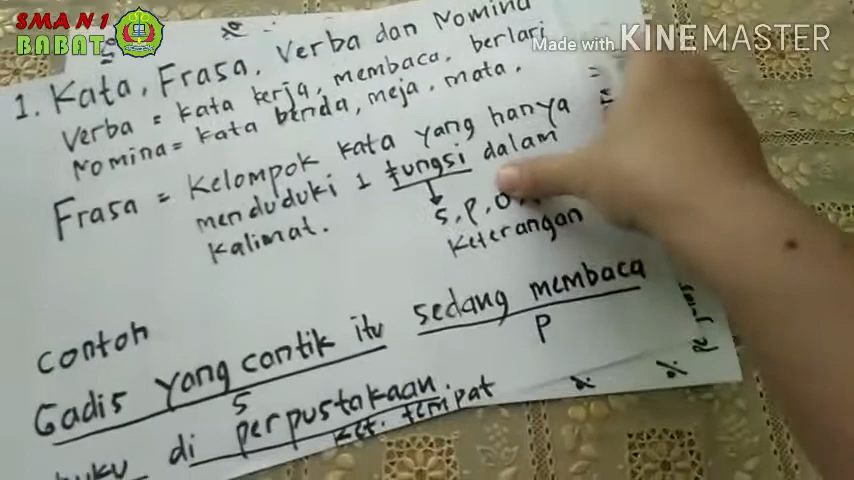 SMA N 1
BABAT
Made with KINEMASTER
1. Kata, Frasa, Verba dan Nomina
Verba = kata kerja, membaca, berlari
Nomina = kata benda, meja, mata.
Frasa = Kelompok kata yang hanya
menduduki 1 fungsi dalam
kalimat.
S, P, O
Keterangan
contoh
Gadis yang cantik itu sedang membaca
S P
buku di perpustakaan
ket. tempat